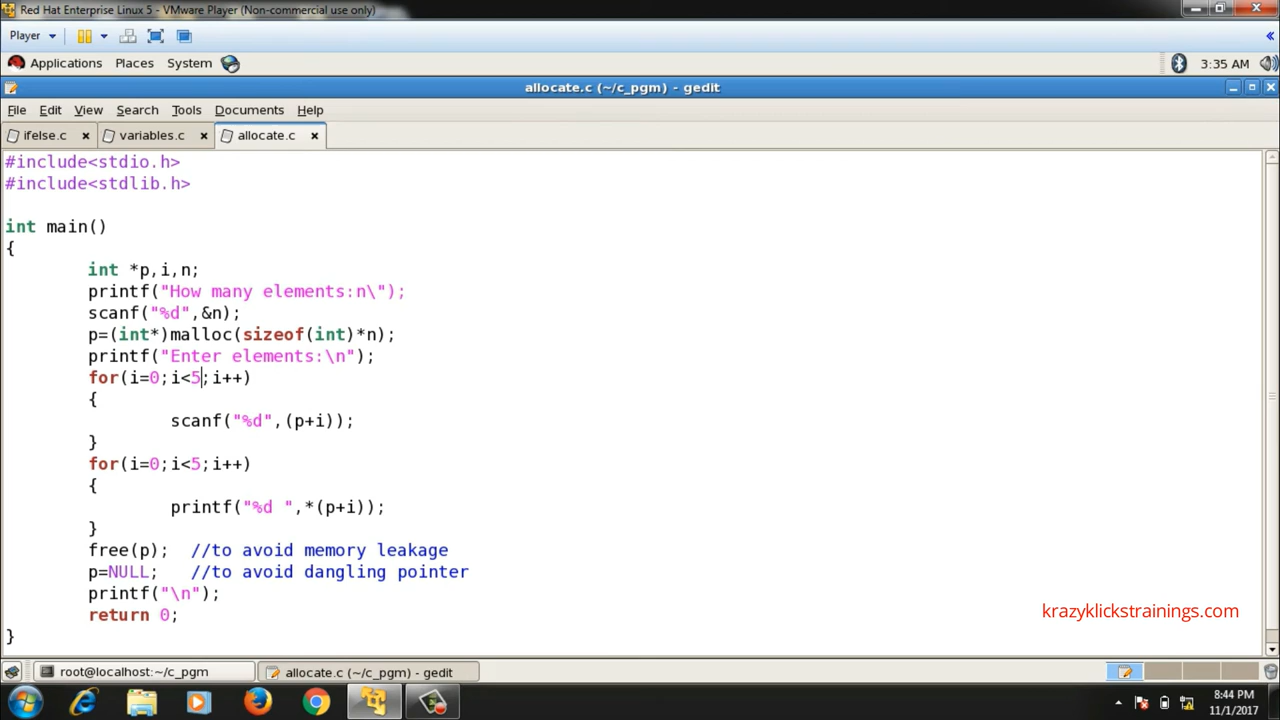 Red Hat Enterprise Linux 5 - VMware Player (Non-commercial use only)
Player
Applications Places System 3:35 AM
allocate.c (~/c_pgm) - gedit
File Edit View Search Tools Documents Help
ifelse.c variables.c allocate.c
#include<stdio.h>
#include<stdlib.h>
int main()
{
int *p,i,n;
printf("How many elements:n\");
scanf("%d",&n);
p=(int*)malloc(sizeof(int)*n);
printf("Enter elements:\n");
for(i=0;i<5;i++)
{
scanf("%d",(p+i));
}
for(i=0;i<5;i++)
{
printf("%d ",*(p+i));
}
free(p); //to avoid memory leakage
p=NULL; //to avoid dangling pointer
printf("\n");
return 0;
}
krazyklickstrainings.com
root@localhost:~/c_pgm allocate.c (~/c_pgm) - gedit
8:44 PM
11/1/2017